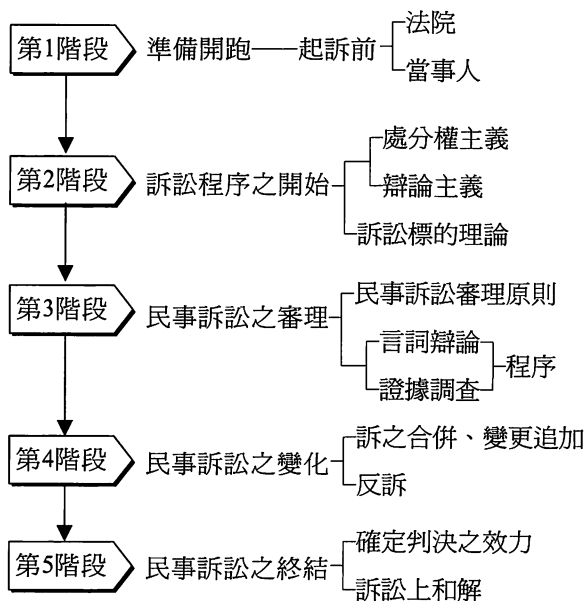 法院
第1階段 準備開跑——起訴前
當事人
處分權主義
第2階段 訴訟程序之開始
辯論主義
訴訟標的理論
民事訴訟審理原則
第3階段 民事訴訟之審理
言詞辯論
程序
證據調查
訴之合併、變更追加
第4階段 民事訴訟之變化
反訴
確定判決之效力
第5階段 民事訴訟之終結
訴訟上和解